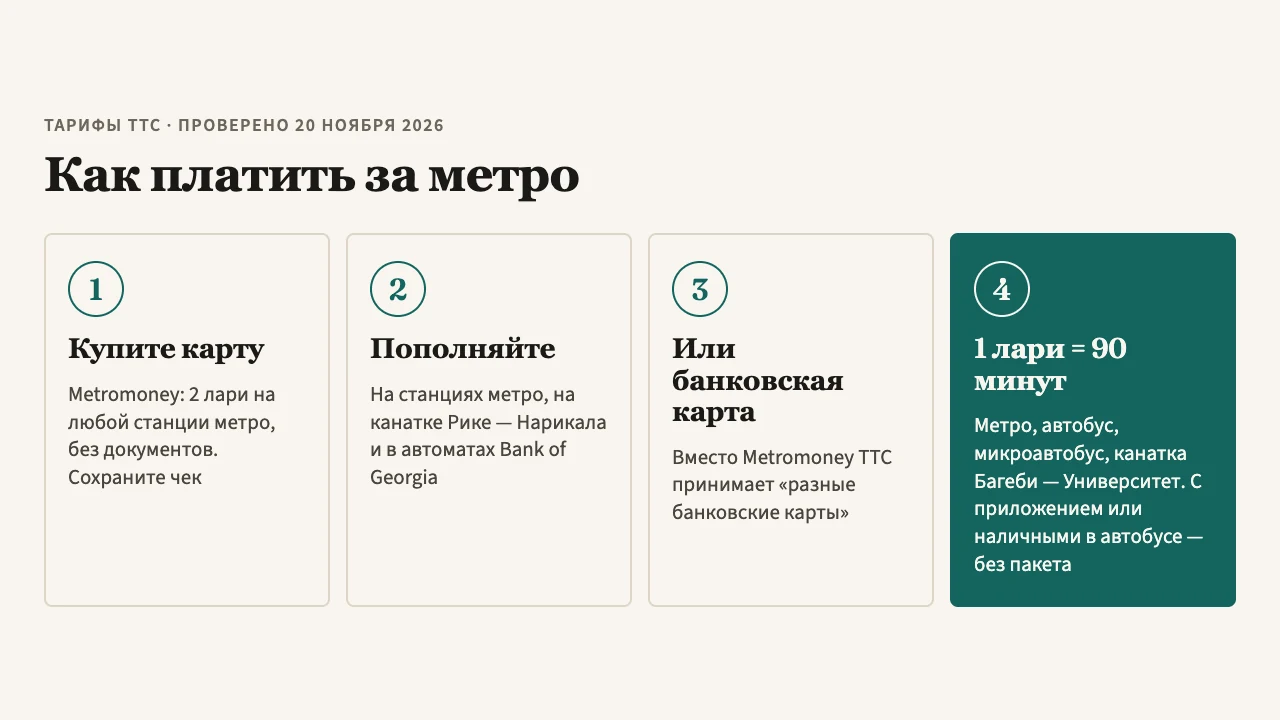 ТАРИФЫ ТТС · ПРОВЕРЕНО 20 НОЯБРЯ 2026
Как платить за метро
1
Купите карту
Metromoney: 2 лари на
любой станции метро,
без документов.
Сохраните чек
2
Пополняйте
На станциях метро, на
канатке Рике — Нарикала
и в автоматах Bank of
Georgia
3
Или
банковская
карта
Вместо Metromoney ТТС
принимает «разные
банковские карты»
4
1 лари = 90
минут
Метро, автобус,
микроавтобус, канатка
Багеби — Университет. С
приложением или
наличными в автобусе —
без пакета